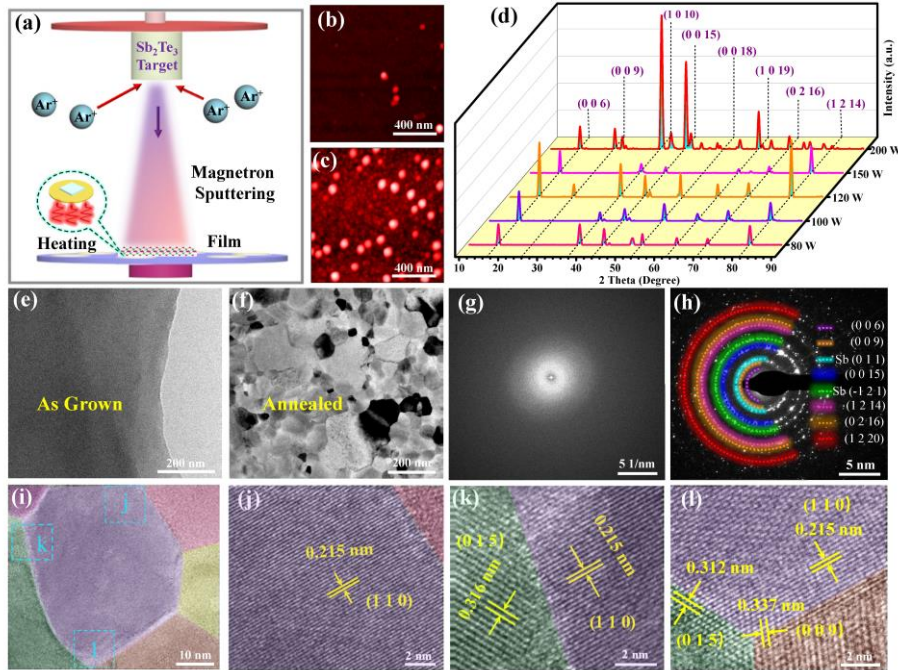 (a)
Sb2Te3
Target
Ar+
Ar+
Ar+
Ar+
Magnetron
Sputtering
Heating
Film
(b)
400 nm
(c)
400 nm
(d)
(0 0 6)
(0 0 9)
(1 0 10)
(0 0 15)
(0 0 18)
(1 0 19)
(0 2 16)
(1 2 14)
Intensity (a.u.)
200 W
150 W
120 W
100 W
80 W
10 20 30 40 50 60 70 80 90
2 Theta (Degree)
(e)
As Grown
200 nm
(f)
Annealed
200 nm
(g)
5 1/nm
(h)
(0 0 6)
(0 0 9)
Sb (0 1 1)
(0 0 15)
Sb (-1 2 1)
(1 2 14)
(0 2 16)
(1 2 20)
5 nm
(i)
j
k
10 nm
(j)
0.215 nm
(1 1 0)
2 nm
(k)
(0 1 5)
0.316 nm
0.215 nm
(1 1 0)
2 nm
(l)
(1 1 0)
0.215 nm
0.312 nm
0.337 nm
(0 1 5)
(0 0 9)
2 nm